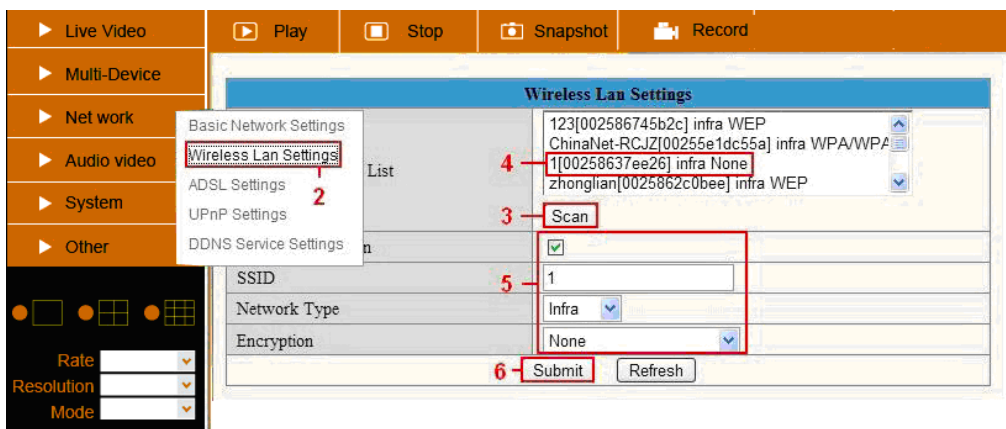 Live Video
Play
Stop
Snapshot
Record
Multi-Device
Net work
Audio video
System
Other
Basic Network Settings
Wireless Lan Settings
2
ADSL Settings
UPnP Settings
DDNS Service Settings
Wireless Lan Settings
List
123[002586745b2c] infra WEP
ChinaNet-RCJZ[00255e1dc55a] infra WPA/WPA
4
1[00258637ee26] infra None
zhonglian[0025862c0bee] infra WEP
3
Scan
n
SSID
5
1
Network Type
Infra
Encryption
None
6
Submit
Refresh
Rate
Resolution
Mode